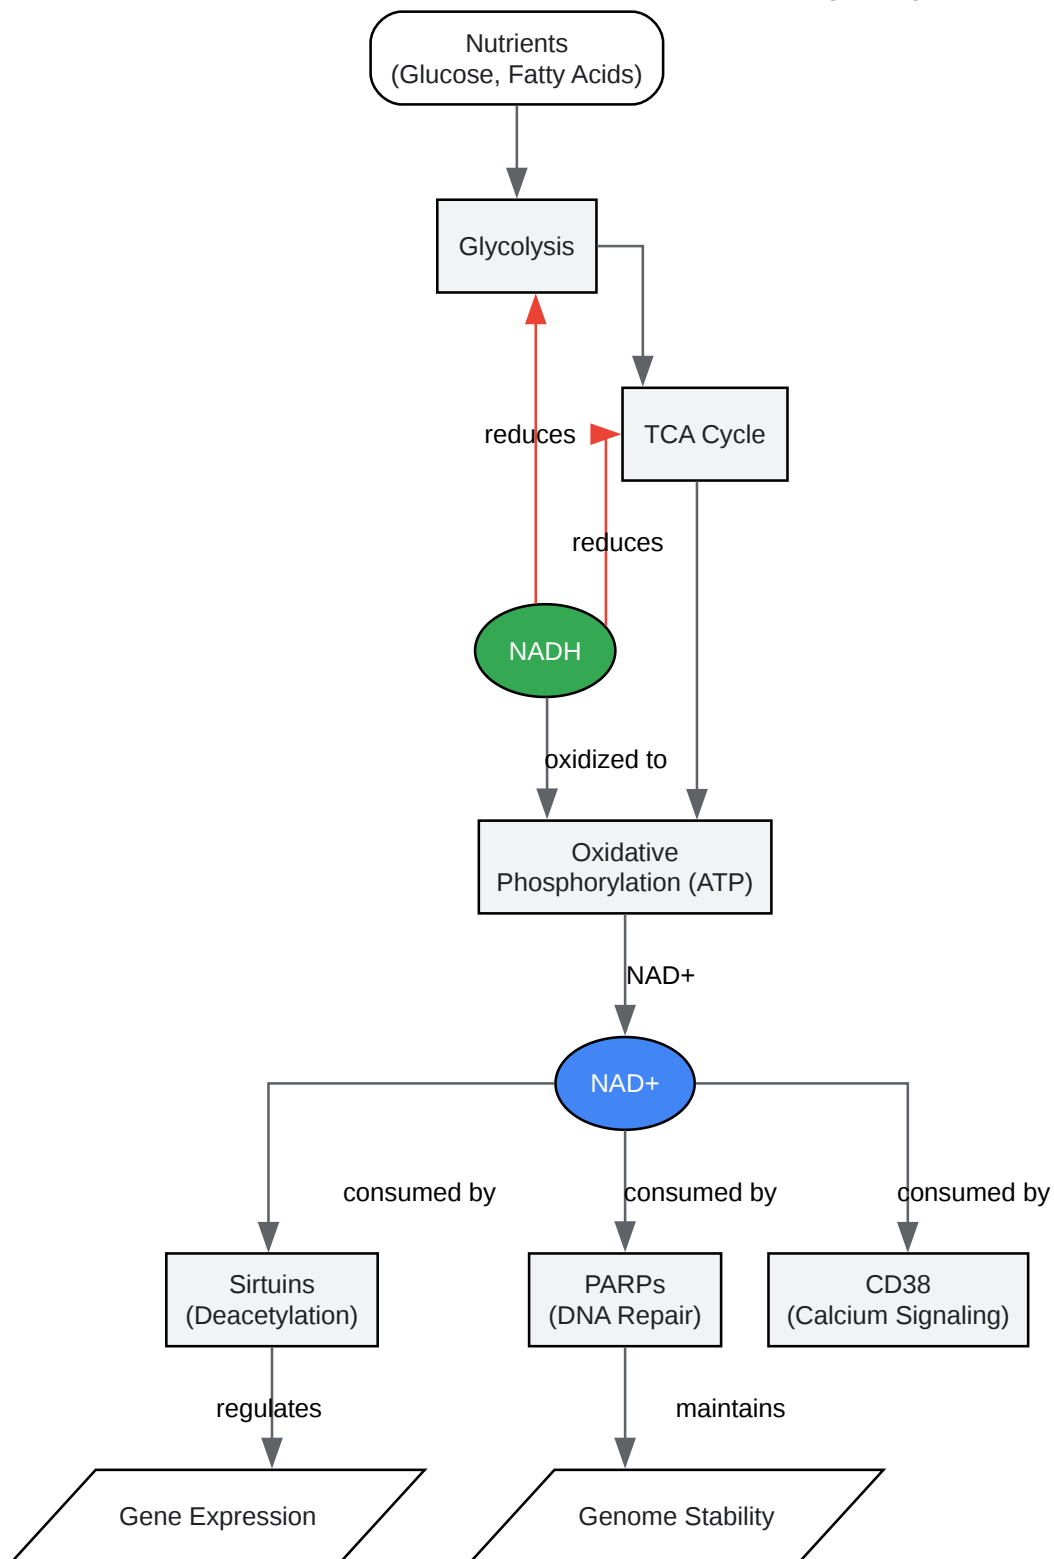 Nutrients
(Glucose, Fatty Acids)
Glycolysis
reduces
TCA Cycle
reduces
NADH
oxidized to
Oxidative
Phosphorylation (ATP)
NAD+
NAD+
consumed by
consumed by
consumed by
Sirtuins
(Deacetylation)
PARPs
(DNA Repair)
CD38
(Calcium Signaling)
regulates
maintains
Gene Expression
Genome Stability